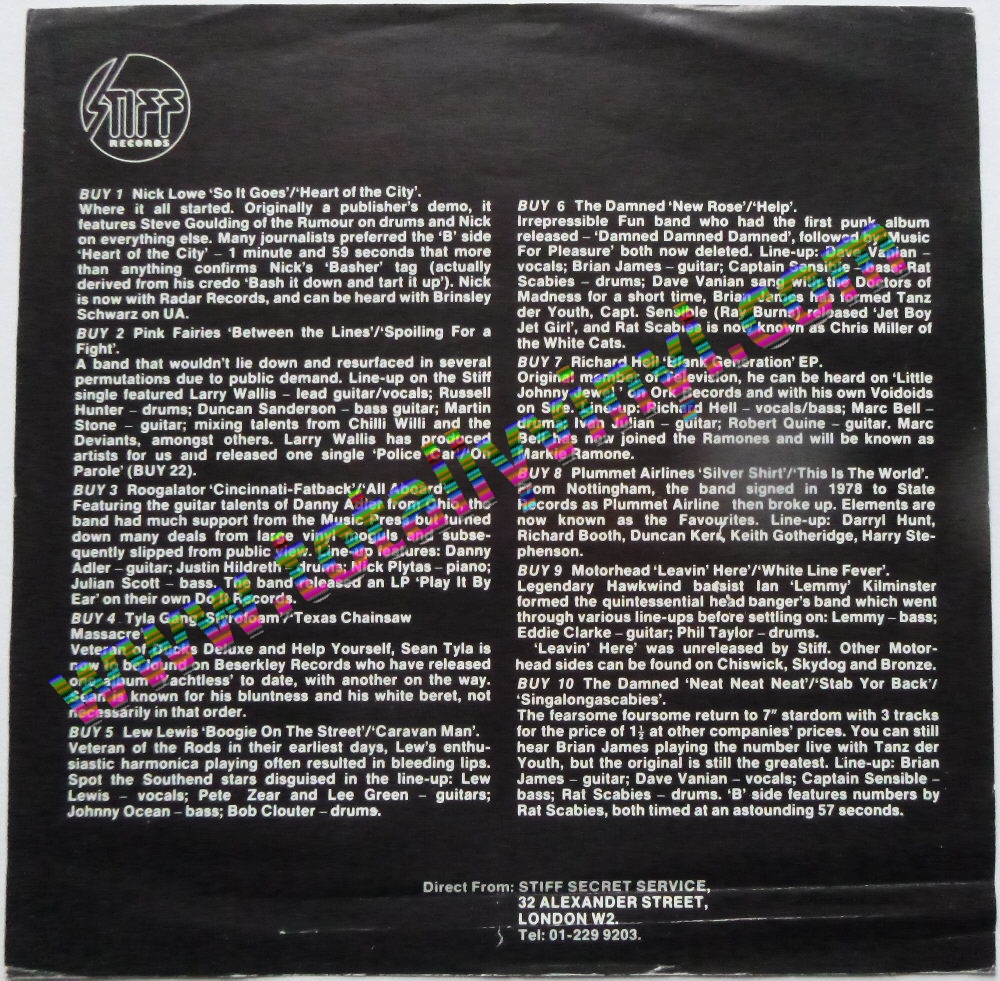 STIFF
RECORDS
BUY 1 Nick Lowe ‘So It Goes’/‘Heart of the City’.
Where it all started. Originally a publisher’s demo, it
features Steve Goulding of the Rumour on drums and Nick
on everything else. Many journalists preferred the ‘B’ side
‘Heart of the City’ – 1 minute and 59 seconds that more
than anything confirms Nick’s ‘Basher’ tag (actually
derived from his credo ‘Bash it down and tart it up’). Nick
is now with Radar Records, and can be heard with Brinsley
Schwarz on UA.
BUY 2 Pink Fairies ‘Between the Lines’/‘Spoiling For a
Fight’.
A band that wouldn’t lie down and resurfaced in several
permutations due to public demand. Line-up on the Stiff
single featured Larry Wallis – lead guitar/vocals; Russell
Hunter – drums; Duncan Sanderson – bass guitar; Martin
Stone – guitar; mixing talents from Chilli Willi and the
Deviants, amongst others. Larry Wallis has produced
artists for us and released one single ‘Police Car’/‘On
Parole’ (BUY 22).
BUY 3 Roogalator ‘Cincinnati-Fatback’/‘All Aboard’.
Featuring the guitar talents of Danny Adler from Ohio, the
band had much support from the Music Press but turned
down many deals from large vinyl moguls and subse-
quently slipped from public view. Line-up features: Danny
Adler – guitar; Justin Hildreth – drums; Nick Plytas – piano;
Julian Scott – bass. The band released an LP ‘Play It By
Ear’ on their own Do It Records.
BUY 4 Tyla Gang ‘Styrofoam’/‘Texas Chainsaw
Massacre’.
Veteran of Ducks Deluxe and Help Yourself, Sean Tyla is
now to be found on Beserkley Records who have released
one album ‘Yachtless’ to date, with another on the way.
Sean is known for his bluntness and his white beret, not
necessarily in that order.
BUY 5 Lew Lewis ‘Boogie On The Street’/‘Caravan Man’.
Veteran of the Rods in their earliest days, Lew’s enthu-
siastic harmonica playing often resulted in bleeding lips.
Spot the Southend stars disguised in the line-up: Lew
Lewis – vocals; Pete Zear and Lee Green – guitars;
Johnny Ocean – bass; Bob Clouter – drums.
BUY 6 The Damned ‘New Rose’/‘Help’.
Irrepressible Fun band who had the first punk album
released – ‘Damned Damned Damned’, followed by ‘Music
For Pleasure’ both now deleted. Line-up: Dave Vanian –
vocals; Brian James – guitar; Captain Sensible – bass; Rat
Scabies – drums; Dave Vanian sang with the Doctors of
Madness for a short time, Brian James has formed Tanz
der Youth, Capt. Sensible (Ray Burns) released ‘Jet Boy
Jet Girl’, and Rat Scabies is now known as Chris Miller of
the White Cats.
BUY 7 Richard Hell ‘Blank Generation’ EP.
Original member of Television, he can be heard on ‘Little
Johnny Jewel’ on Ork Records and with his own Voidoids
on Sire. Line-up: Richard Hell – vocals/bass; Marc Bell –
drums; Ivan Julian – guitar; Robert Quine – guitar. Marc
Bell has now joined the Ramones and will be known as
Markie Ramone.
BUY 8 Plummet Airlines ‘Silver Shirt’/‘This Is The World’.
From Nottingham, the band signed in 1978 to State
Records as Plummet Airline then broke up. Elements are
now known as the Favourites. Line-up: Darryl Hunt,
Richard Booth, Duncan Kerr, Keith Gotheridge, Harry Ste-
phenson.
BUY 9 Motorhead ‘Leavin’ Here’/‘White Line Fever’.
Legendary Hawkwind bassist Ian ‘Lemmy’ Kilminster
formed the quintessential head banger’s band which went
through various line-ups before settling on: Lemmy – bass;
Eddie Clarke – guitar; Phil Taylor – drums.
‘Leavin’ Here’ was unreleased by Stiff. Other Motor-
head sides can be found on Chiswick, Skydog and Bronze.
BUY 10 The Damned ‘Neat Neat Neat’/‘Stab Yor Back’/
‘Singalongascabies’.
The fearsome foursome return to 7″ stardom with 3 tracks
for the price of 1½ at other companies’ prices. You can still
hear Brian James playing the number live with Tanz der
Youth, but the original is still the greatest. Line-up: Brian
James – guitar; Dave Vanian – vocals; Captain Sensible –
bass; Rat Scabies – drums. ‘B’ side features numbers by
Rat Scabies, both timed at an astounding 57 seconds.
Direct From: STIFF SECRET SERVICE,
32 ALEXANDER STREET,
LONDON W2.
Tel: 01-229 9203.
www.totallyvinyl.com